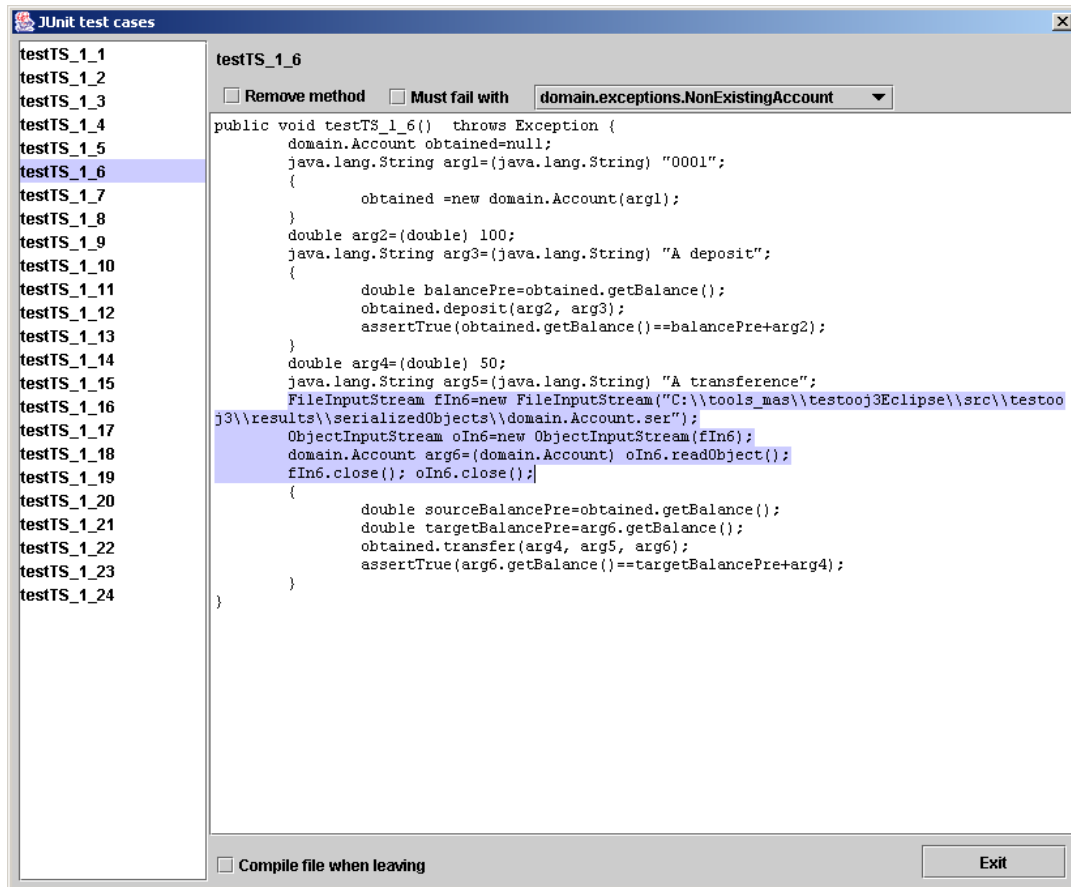 JUnit test cases
testTS_1_1
testTS_1_2
testTS_1_3
testTS_1_4
testTS_1_5
testTS_1_6
testTS_1_7
testTS_1_8
testTS_1_9
testTS_1_10
testTS_1_11
testTS_1_12
testTS_1_13
testTS_1_14
testTS_1_15
testTS_1_16
testTS_1_17
testTS_1_18
testTS_1_19
testTS_1_20
testTS_1_21
testTS_1_22
testTS_1_23
testTS_1_24
testTS_1_6
Remove method Must fail with domain.exceptions.NonExistingAccount
public void testTS_1_6()  throws Exception {
domain.Account obtained=null;
java.lang.String arg1=(java.lang.String) "0001";
{
obtained =new domain.Account(arg1);
}
double arg2=(double) 100;
java.lang.String arg3=(java.lang.String) "A deposit";
{
double balancePre=obtained.getBalance();
obtained.deposit(arg2, arg3);
assertTrue(obtained.getBalance()==balancePre+arg2);
}
double arg4=(double) 50;
java.lang.String arg5=(java.lang.String) "A transference";
FileInputStream fIn6=new FileInputStream("C:\\tools_mas\\testooj3Eclipse\\src\\testoo
j3\\results\\serializedObjects\\domain.Account.ser");
ObjectInputStream oIn6=new ObjectInputStream(fIn6);
domain.Account arg6=(domain.Account) oIn6.readObject();
fIn6.close(); oIn6.close();
{
double sourceBalancePre=obtained.getBalance();
double targetBalancePre=arg6.getBalance();
obtained.transfer(arg4, arg5, arg6);
assertTrue(arg6.getBalance()==targetBalancePre+arg4);
}
}
Compile file when leaving
Exit